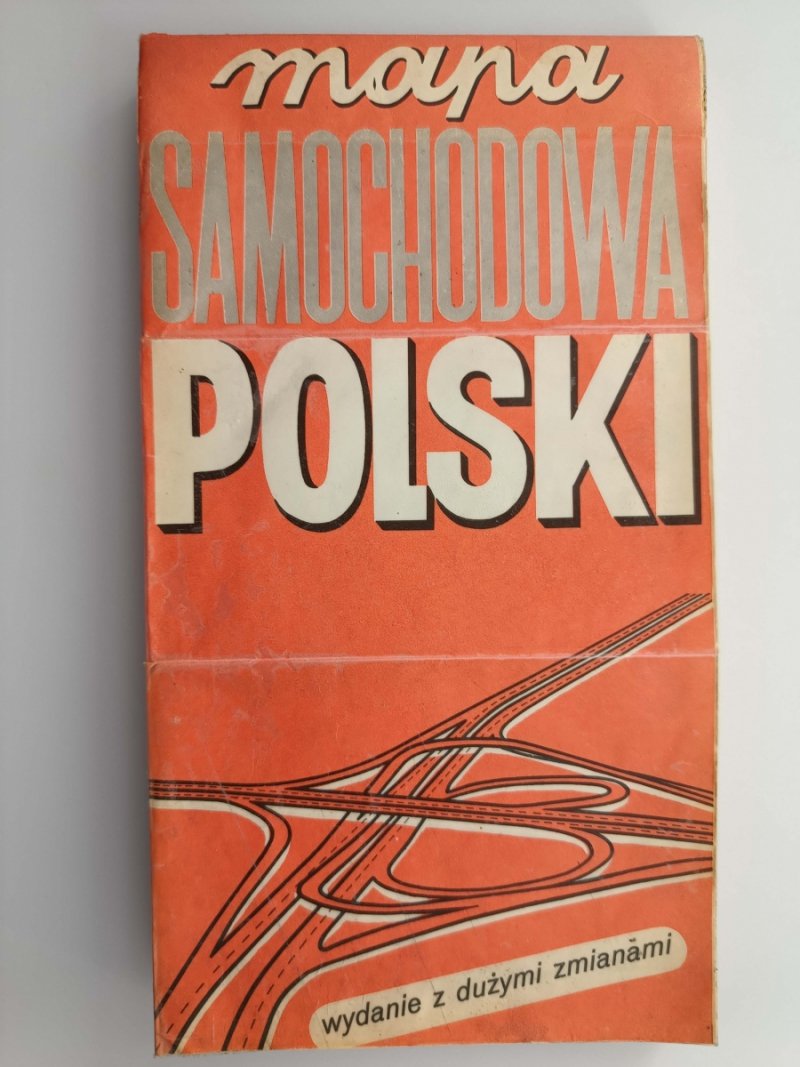 mapa
SAMOCHODOWA
POLSKI
wydanie z dużymi zmianami